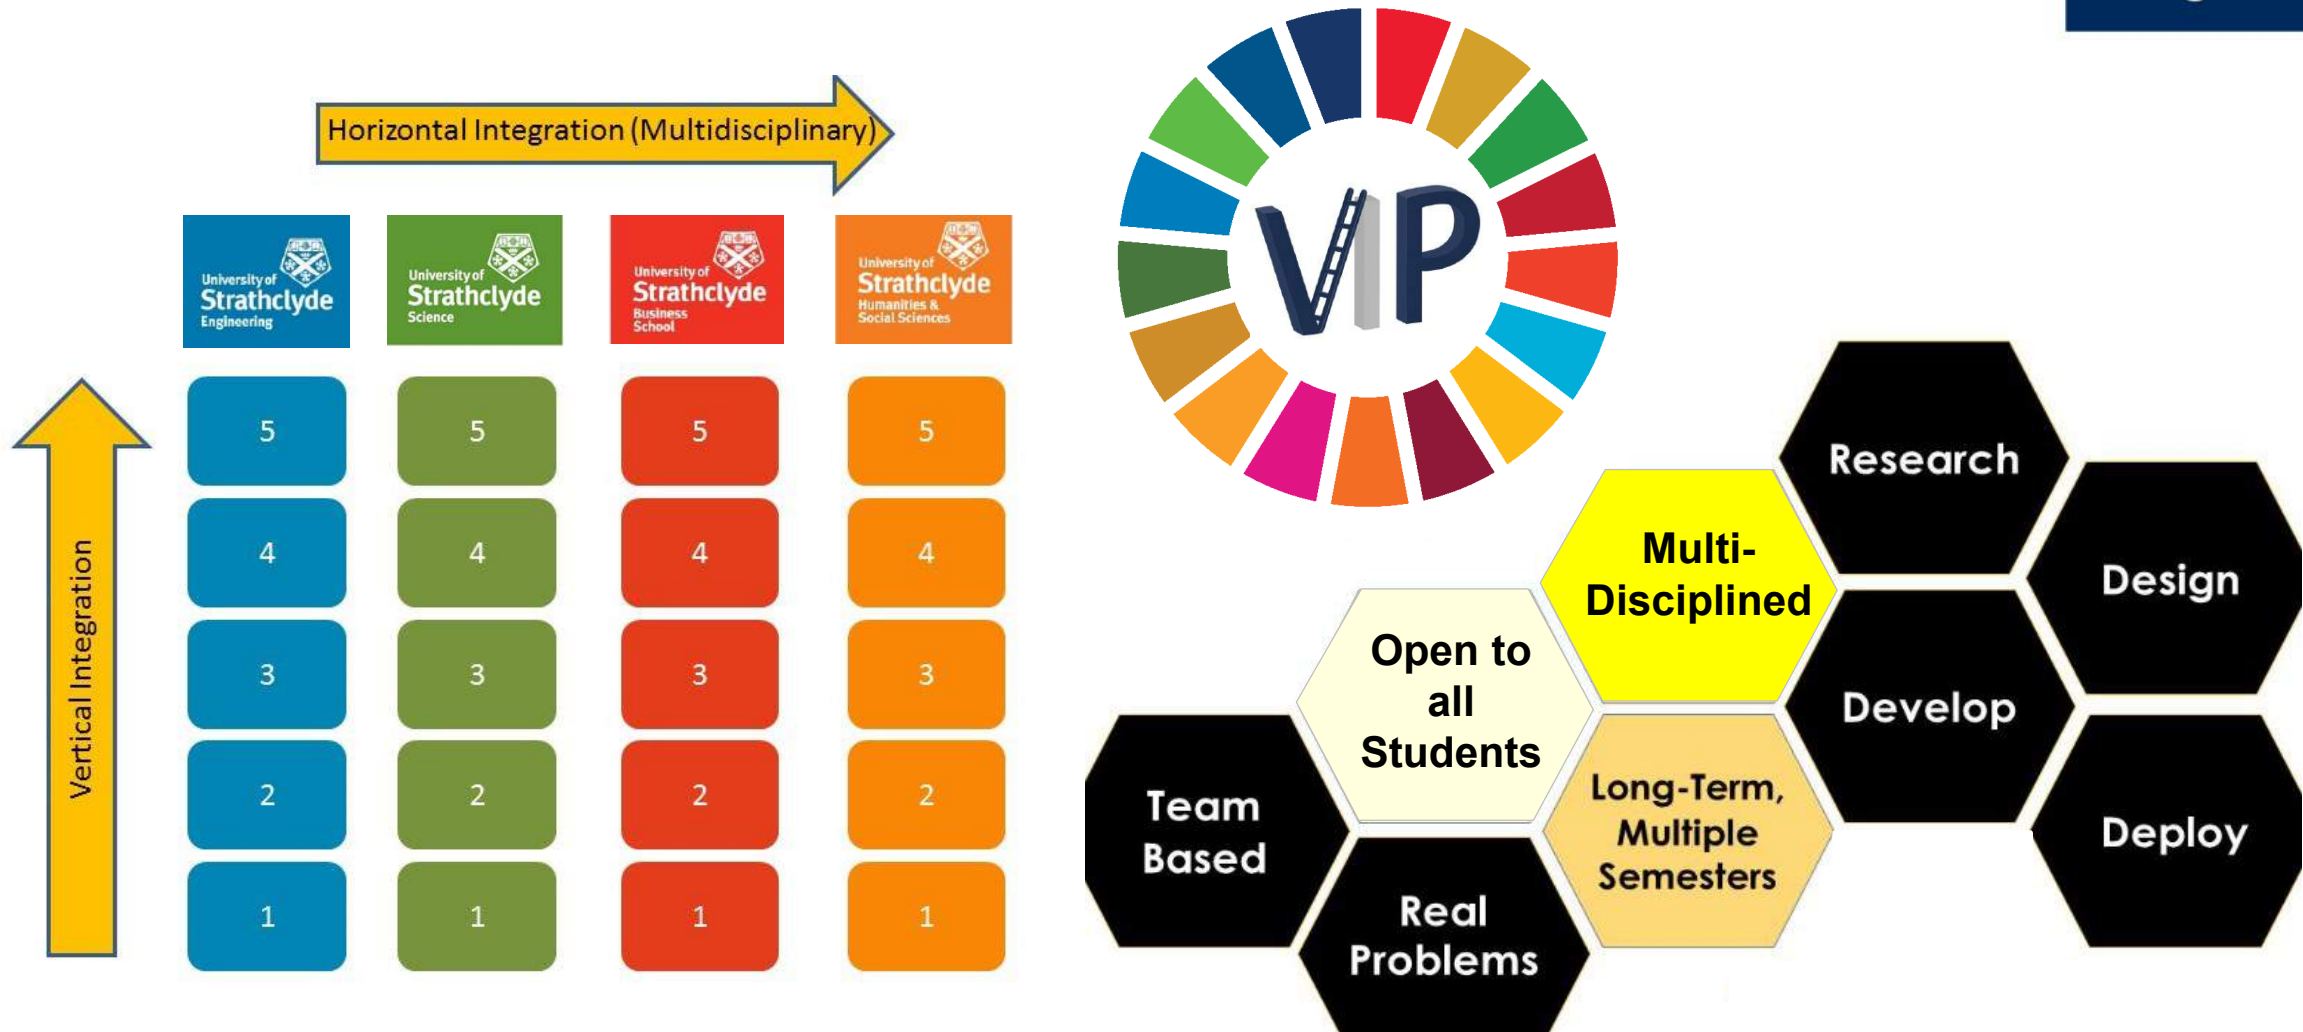 Horizontal Integration (Multidisciplinary)
University of
Strathclyde
Engineering
University of
Strathclyde
Science
University of
Strathclyde
Business
School
University of
Strathclyde
Humanities &
Social Sciences
Vertical Integration
5 5 5 5
4 4 4 4
3 3 3 3
2 2 2 2
1 1 1 1
VIP
Research
Multi-
Disciplined
Design
Open to
all
Students
Develop
Team
Based
Long-Term,
Multiple
Semesters
Deploy
Real
Problems